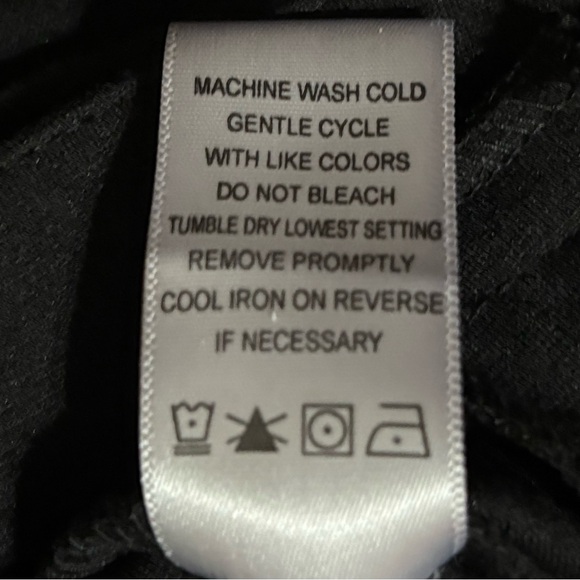 MACHINE WASH COLD
GENTLE CYCLE
WITH LIKE COLORS
DO NOT BLEACH
TUMBLE DRY LOWEST SETTING
REMOVE PROMPTLY
COOL IRON ON REVERSE
IF NECESSARY